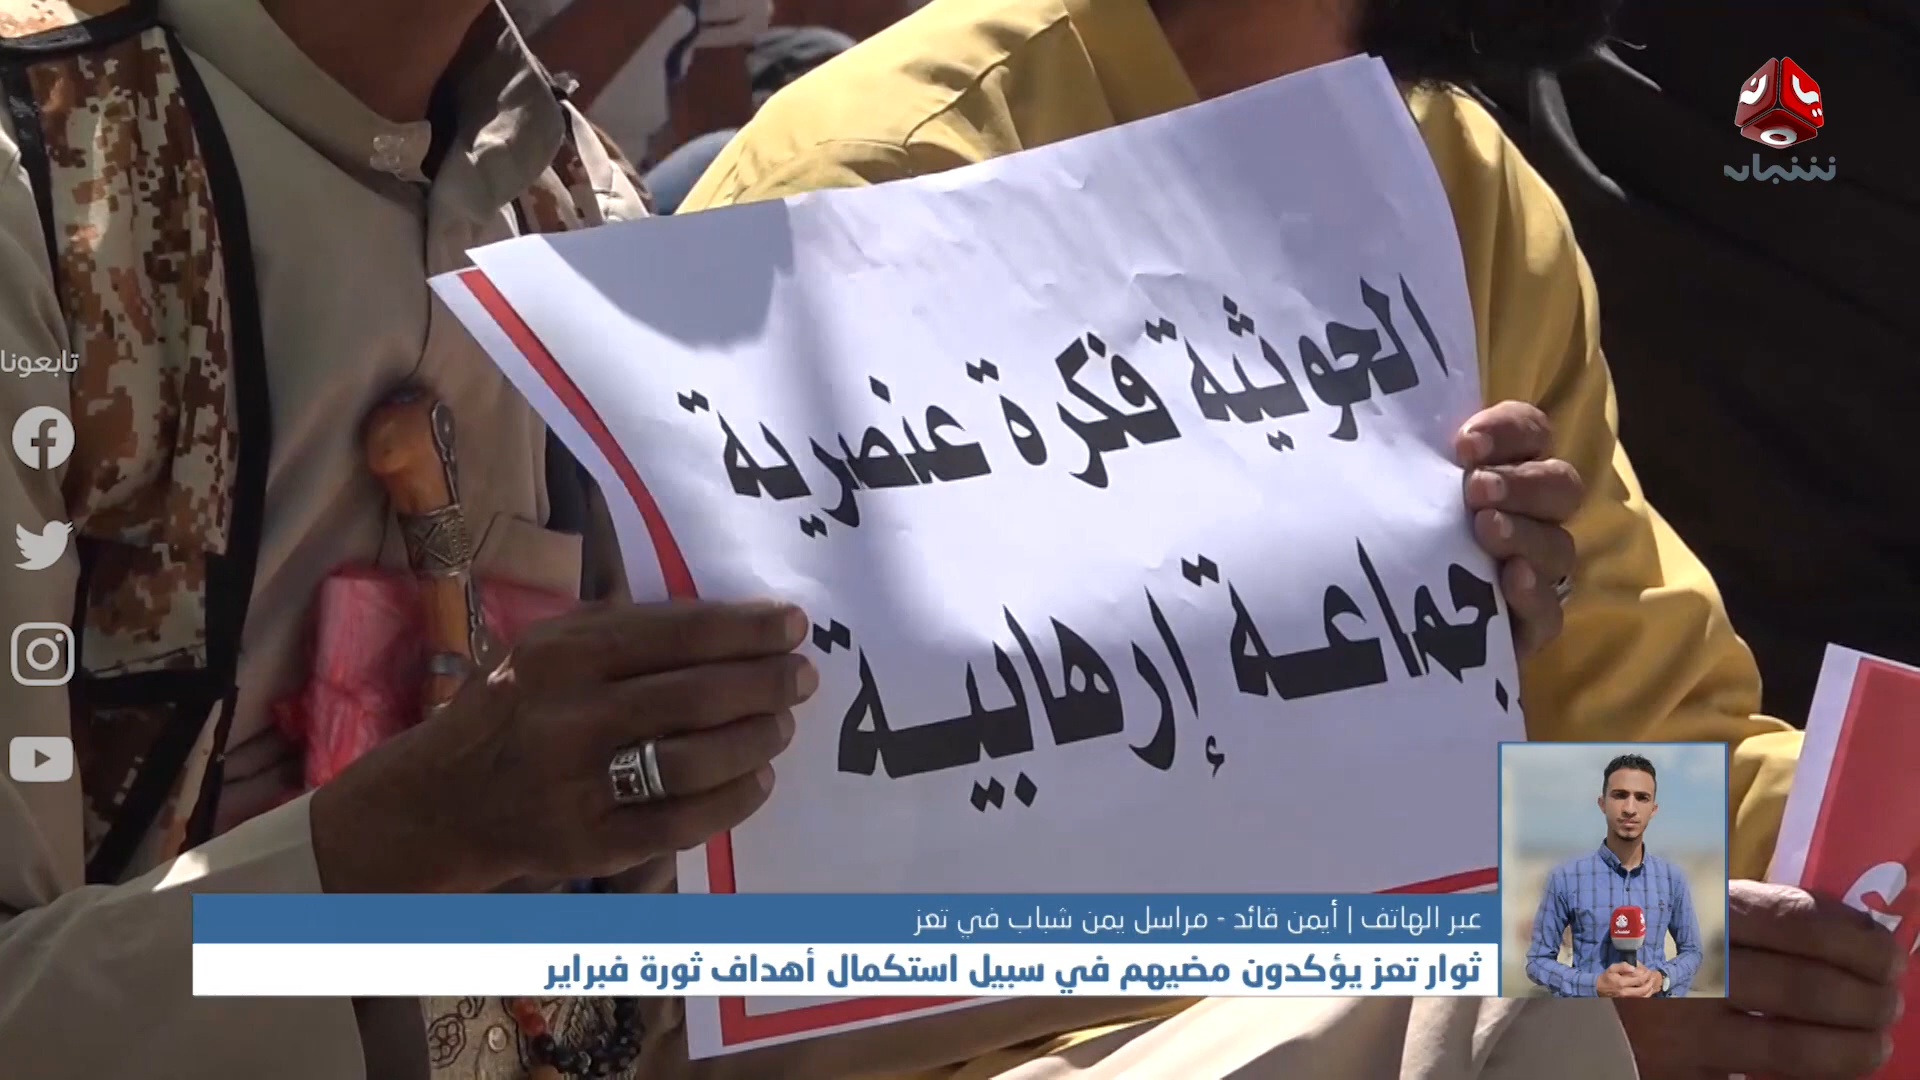 يمن
شباب
الحوثية فكرة عنصرية
جماعة إرهابية
تابعونا
عبر الهاتف | أيمن قائد - مراسل يمن شباب في تعز
ثوار تعز يؤكدون مضيهم في سبيل استكمال أهداف ثورة فبراير